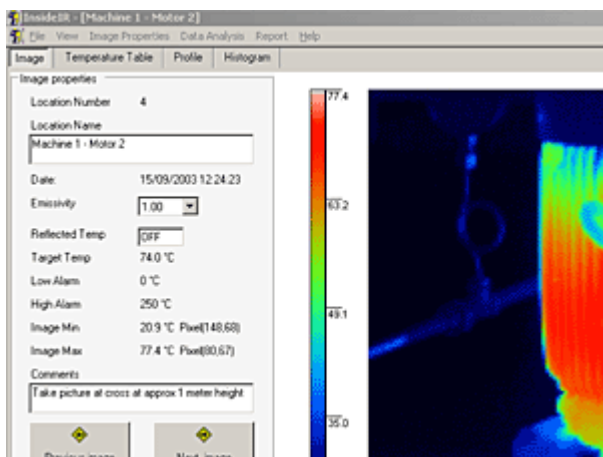 InsideIR - [Machine 1 - Motor 2]
File View Image Properties Data Analysis Report Help
Image Temperature Table Profile Histogram
Image properties
Location Number 4
Location Name
Machine 1 - Motor 2
Date: 15/09/2003 12:24:23
Emissivity 1.00
Reflected Temp OFF
Target Temp 74.0 °C
Low Alarm 0 °C
High Alarm 250 °C
Image Min 20.9 °C Pixel(148,68)
Image Max 77.4 °C Pixel(80,67)
Comments
Take picture at cross at approx 1 meter height
Previous image Next image
77.4
63.2
49.1
35.0